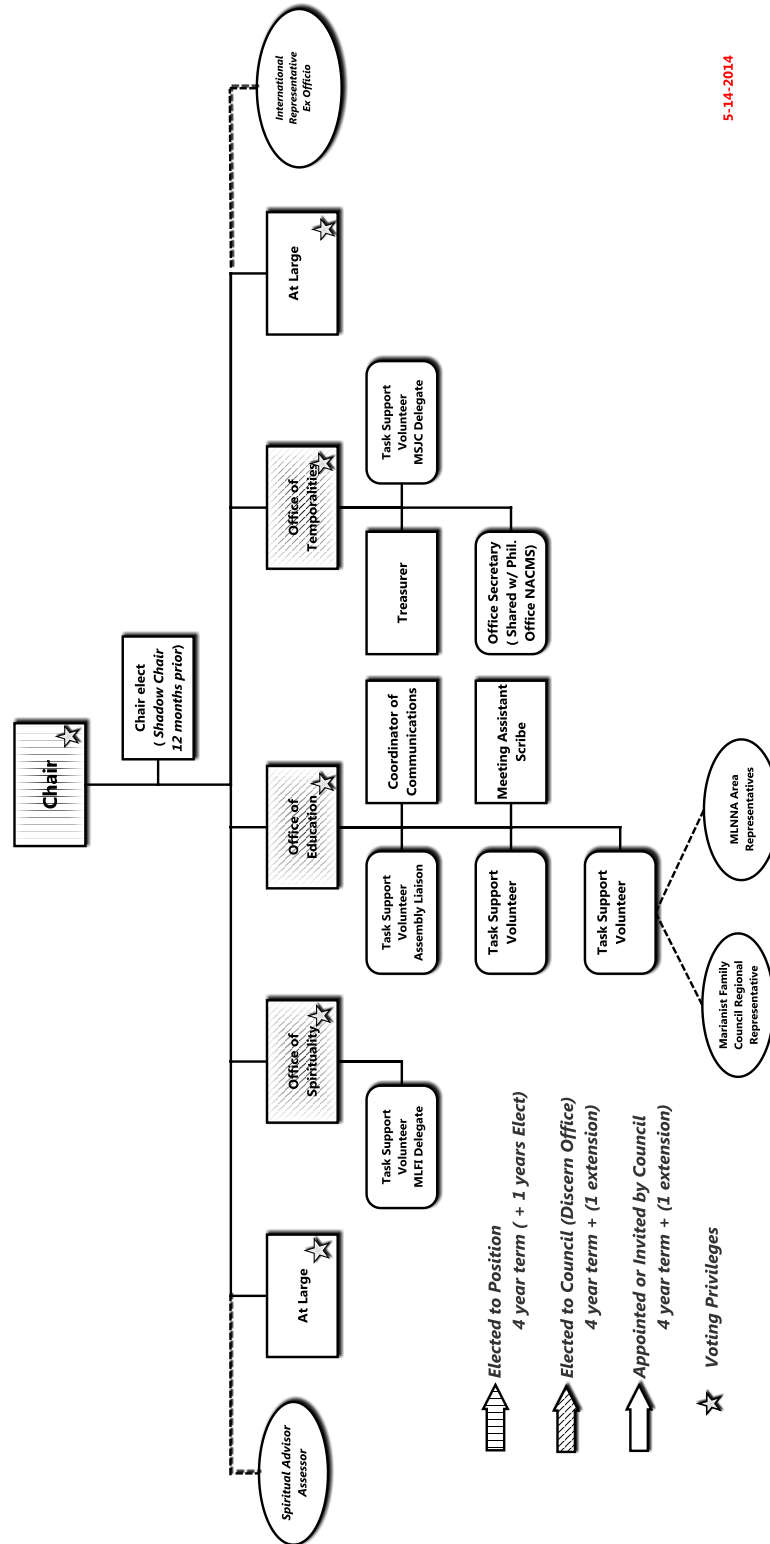 Chair
Chair elect
( Shadow Chair
12 months prior)
Spiritual Advisor
Assessor
At Large
Office of
Spirituality
Office of
Education
Office of
Temporalities
At Large
International
Representative
Ex Officio
Task Support
Volunteer
MLFI Delegate
Task Support
Volunteer
Assembly Liaison
Coordinator of
Communications
Treasurer
Task Support
Volunteer
MSJC Delegate
Task Support
Volunteer
Meeting Assistant
Scribe
Office Secretary
( Shared w/ Phil.
Office NACMS)
Task Support
Volunteer
Marianist Family
Council Regional
Representative
MLNNA Area
Representatives
Elected to Position
4 year term ( + 1 years Elect)
Elected to Council (Discern Office)
4 year term + (1 extension)
Appointed or Invited by Council
4 year term + (1 extension)
Voting Privileges
5-14-2014